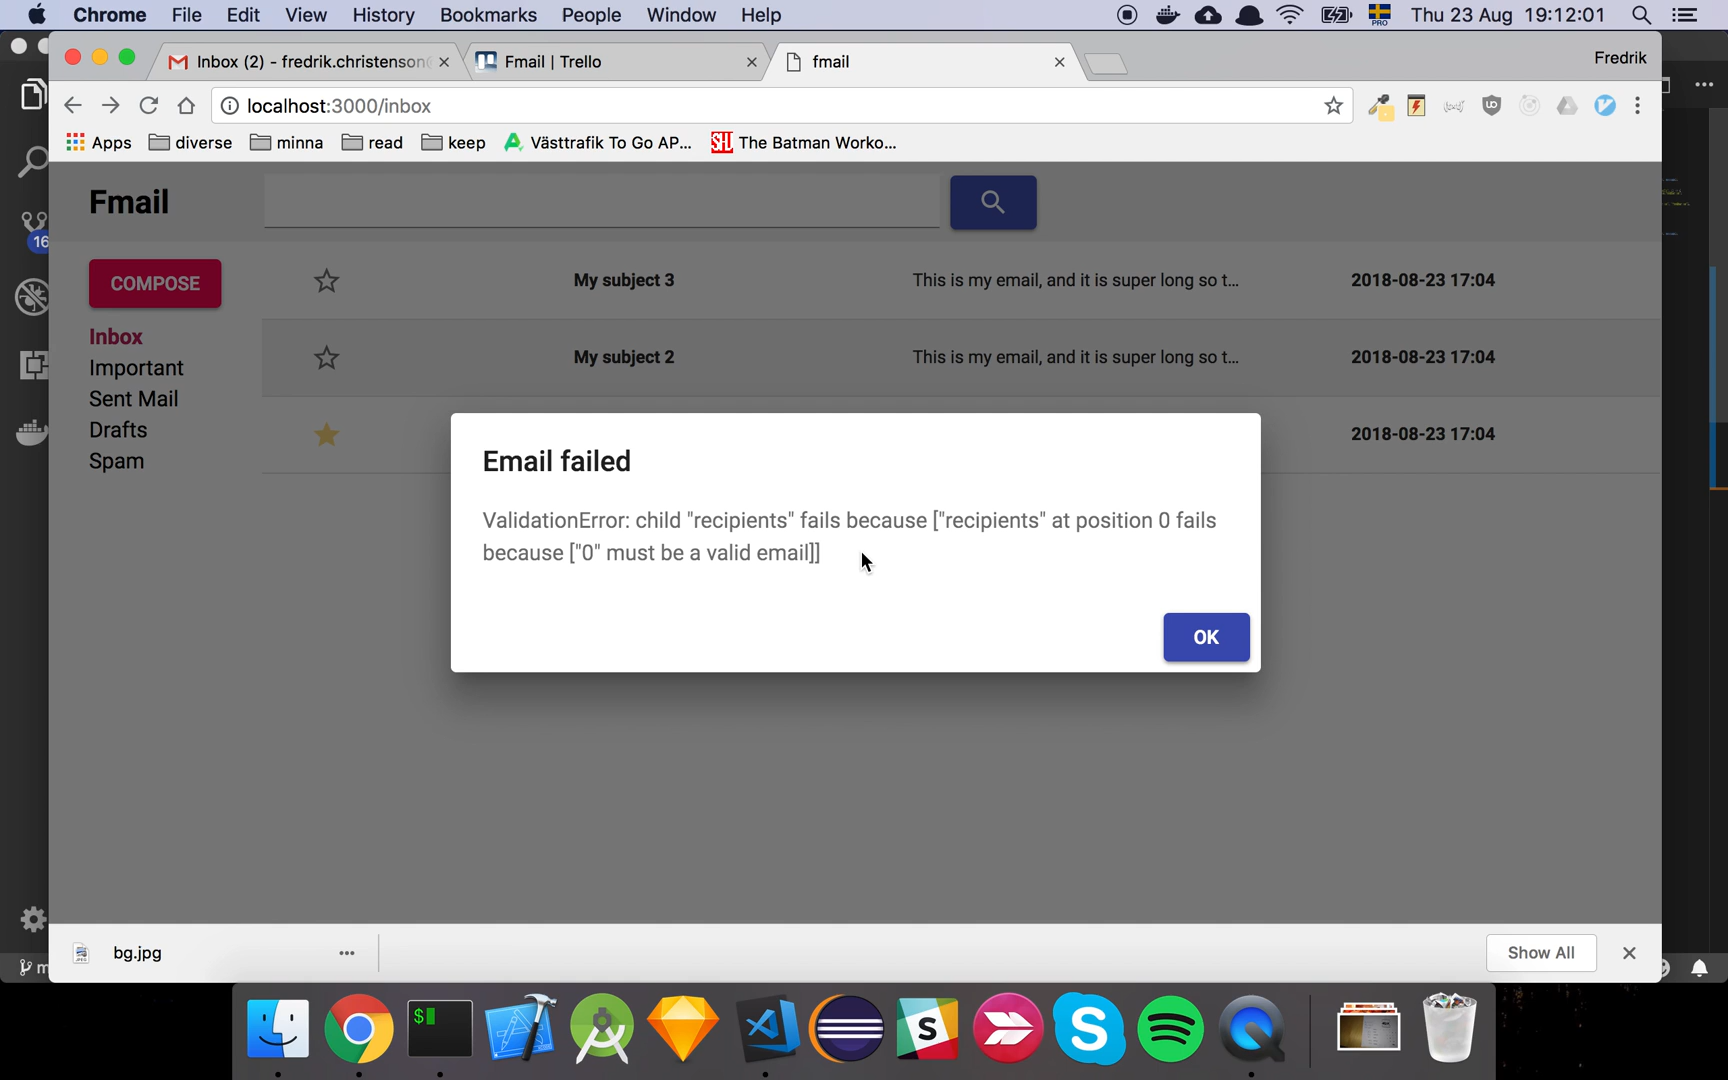 Chrome File Edit View History Bookmarks People Window Help PRO Thu 23 Aug 19:12:01
Inbox (2) - fredrik.christenson
Fmail | Trello
fmail
Fredrik
localhost:3000/inbox
Apps diverse minna read keep Västtrafik To Go AP... SHL The Batman Worko...
Fmail
COMPOSE
Inbox
Important
Sent Mail
Drafts
Spam
My subject 3 This is my email, and it is super long so t... 2018-08-23 17:04
My subject 2 This is my email, and it is super long so t... 2018-08-23 17:04
2018-08-23 17:04
Email failed
ValidationError: child "recipients" fails because ["recipients" at position 0 fails
because ["0" must be a valid email]]
OK
16
bg.jpg
Show All
m
$
S
S